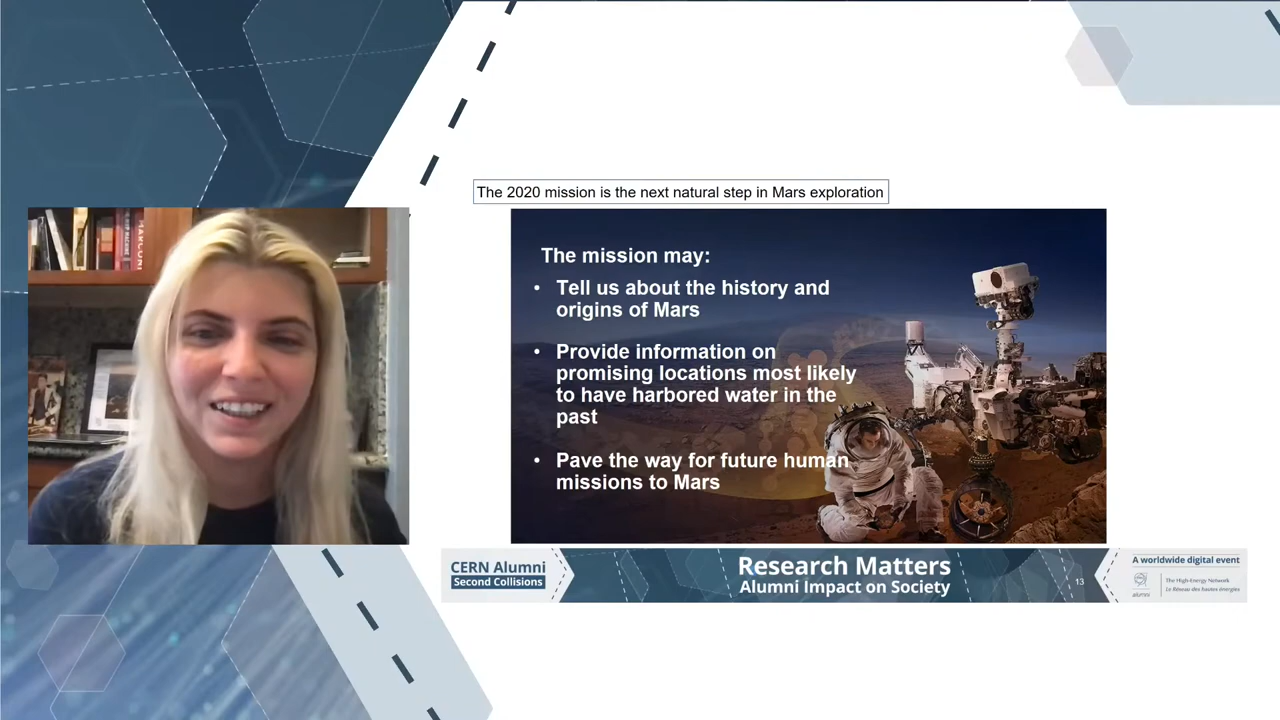 The 2020 mission is the next natural step in Mars exploration
The mission may:
• Tell us about the history and
origins of Mars
• Provide information on
promising locations most likely
to have harbored water in the
past
• Pave the way for future human
missions to Mars
CERN Alumni
Second Collisions
Research Matters
Alumni Impact on Society
13
A worldwide digital event
alumni
The High-Energy Network
Le Réseau des hautes énergies
MARCONI